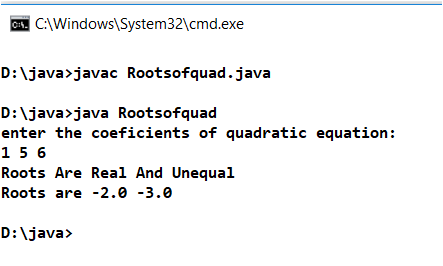 C:\Windows\System32\cmd.exe
D:\java>javac Rootsofquad.java
D:\java>java Rootsofquad
enter the coeficients of quadratic equation:
1 5 6
Roots Are Real And Unequal
Roots are -2.0 -3.0
D:\java>